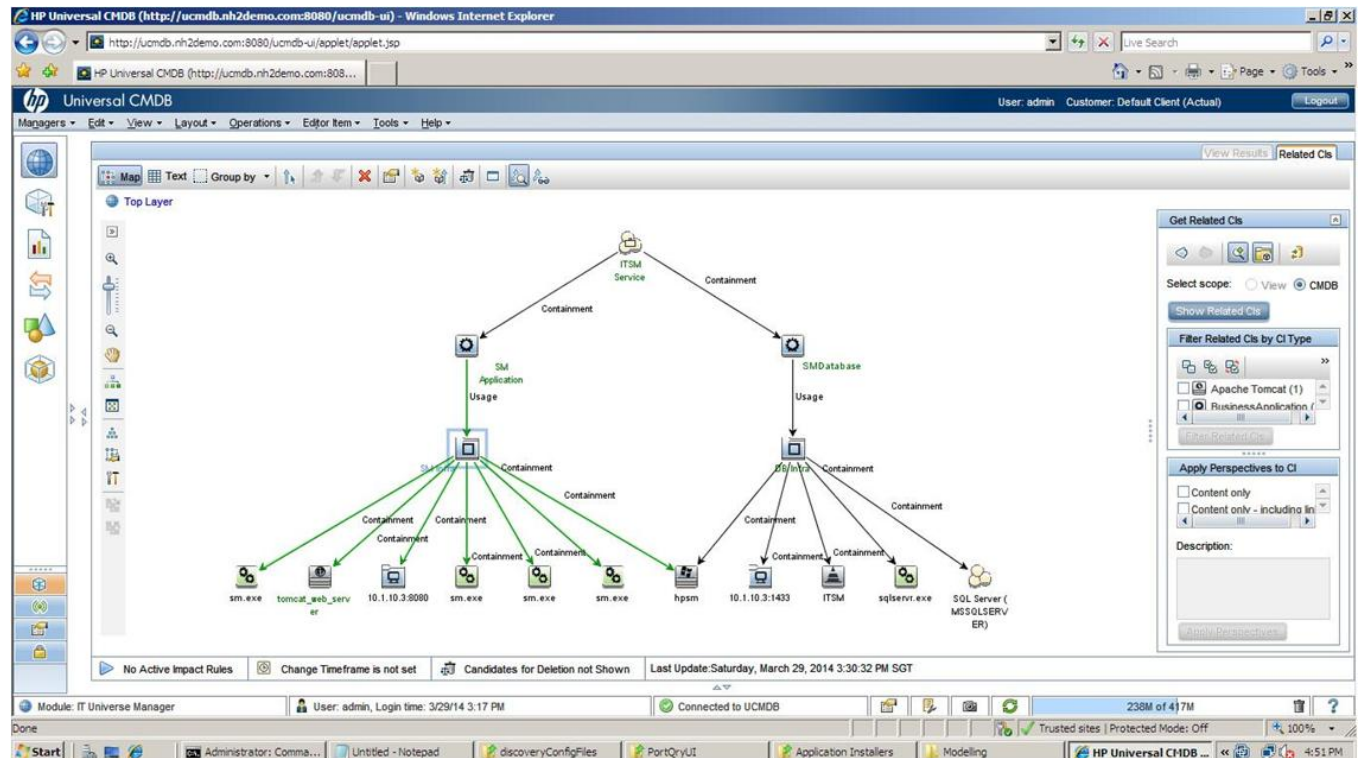 HP Universal CMDB (http://ucmdb.nh2demo.com:8080/ucmdb-ui) - Windows Internet Explorer
http://ucmdb.nh2demo.com:8080/ucmdb-ui/applet/applet.jsp
Live Search
HP Universal CMDB (http://ucmdb.nh2demo.com:808...
Page Tools
hp Universal CMDB
User: admin Customer: Default Client (Actual) Logout
Managers Edit View Layout Operations Editor Item Tools Help
View Results Related CIs
Map Text Group by
Top Layer
Get Related CIs
ITSM
Service
Containment
Containment
Select scope: View CMDB
Show Related CIs
Filter Related CIs by CI Type
SM
Application
SMDatabase
Usage
Usage
Apache Tomcat (1)
BusinessApplication (
Filter Related CIs
Containment
DB Infra Containment
Apply Perspectives to CI
Containment
Containment
Content only
Content only - including lin
Containment
Containment
Containment
Containment
Containment
Containment
Containment
Containment
Description:
sm.exe
tomcat_web_serv
er
10.1.10.3:8080
sm.exe
sm.exe
sm.exe
hpsm
10.1.10.3:1433
ITSM
sqlservr.exe
SQL Server (
MSSQLSERV
ER)
Apply Perspectives
No Active Impact Rules Change Timeframe is not set Candidates for Deletion not Shown Last Update:Saturday, March 29, 2014 3:30:32 PM SGT
Module: IT Universe Manager User: admin, Login time: 3/29/14 3:17 PM Connected to UCMDB 238M of 417M ?
Done Trusted sites | Protected Mode: Off 100%
Start Administrator: Comma... Untitled - Notepad discoveryConfigFiles PortQryUI Application Installers Modelling HP Universal CMDB ... 4:51 PM